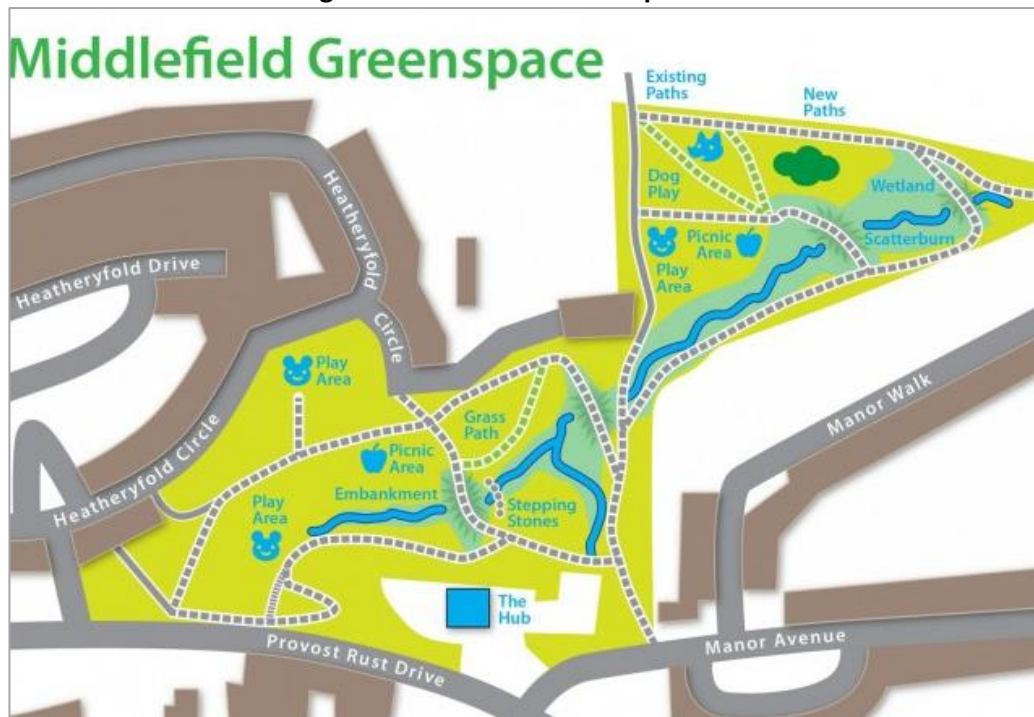 Middlefield Greenspace
Existing
Paths
New
Paths
Dog
Play
Wetland
Scatterburn
Picnic
Area
Play
Area
Heatheryfold
Circle
Heatheryfold Drive
Play
Area
Grass
Path
Picnic
Area
Embankment
Stepping
Stones
Heatheryfold Circle
Play
Area
Manor Walk
The
Hub
Provost Rust Drive
Manor Avenue